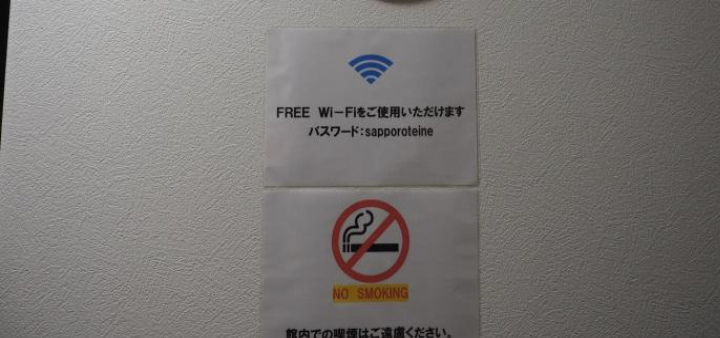 FREE Wi-Fiをご使用いただけます
パスワード:sapporoteine
NO SMOKING
館内での喫煙はご遠慮ください。